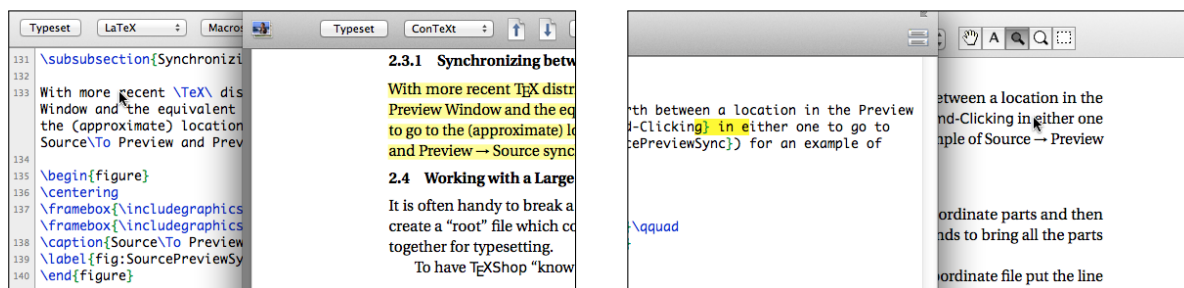 Typeset LaTeX Macros
131 \subsubsection{Synchronizi
132
133 With more recent \TeX\ dis
Window and the equivalent
the (approximate) location
Source\To Preview and Prev
134
135 \begin{figure}
136 \centering
137 \framebox{\includegraphics
\framebox{\includegraphics
138 \caption{Source\To Preview
139 \label{fig:SourcePreviewSy
140 \end{figure}
Typeset ConTeXt
2.3.1 Synchronizing betw
With more recent TEX distr
Preview Window and the eq
to go to the (approximate) lo
and Preview → Source sync
2.4 Working with a Large
It is often handy to break a
create a “root” file which co
together for typesetting.
To have TEXShop “know
rth between a location in the Preview
d-Clicking} in either one to go to
cePreviewSync}) for an example of
}\qquad
}
A
etween a location in the
nd-Clicking in either one
mple of Source → Preview
ordinate parts and then
nds to bring all the parts
oordinate file put the line